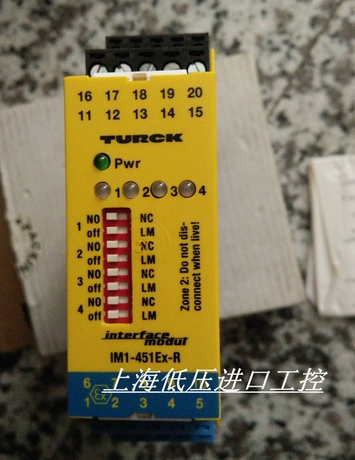 16 17 18 19 20
11 12 13 14 15
TURCK
Pwr
1 2 3 4
1 NO NC
off LM
2 NO NC
off LM
3 NO NC
off LM
4 NO NC
off LM
Zone 2: Do not dis-
connect when live!
interface
modul
IM1-451Ex-R
上海低压进口工控
6
Ex
1 2 3 4 5